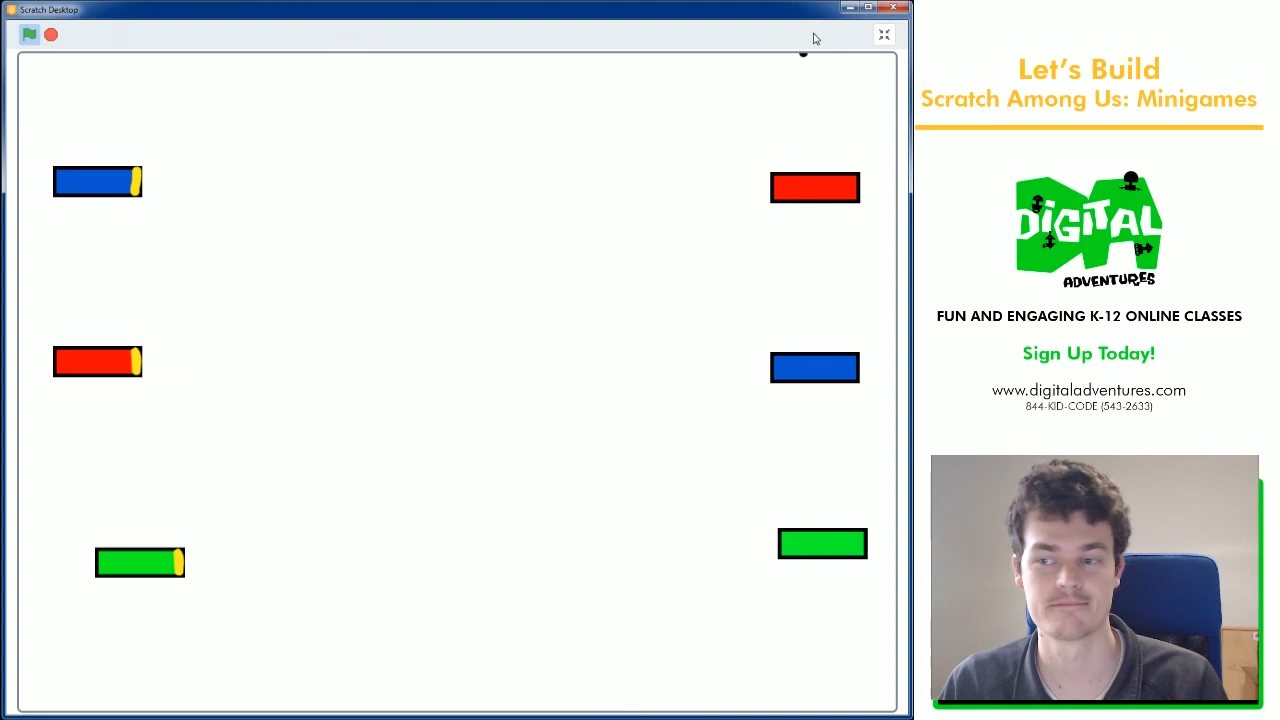 Scratch Desktop
Let's Build
Scratch Among Us: Minigames
DIGITAL
ADVENTURES
FUN AND ENGAGING K-12 ONLINE CLASSES
Sign Up Today!
www.digitaladventures.com
844-KID-CODE (543-2633)